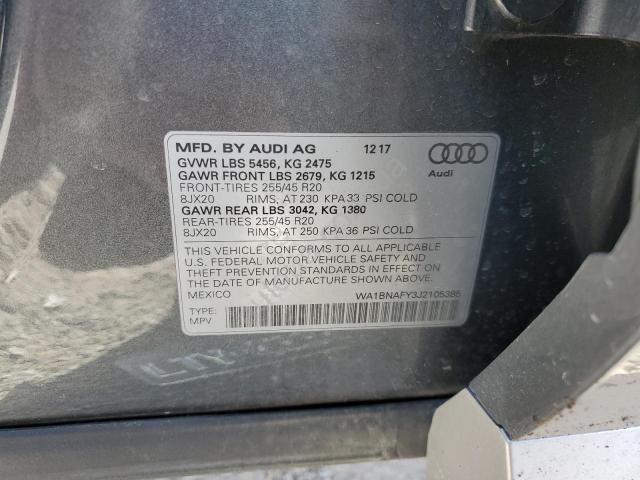 MFD. BY AUDI AG 12 17
GVWR LBS 5456, KG 2475
GAWR FRONT LBS 2679, KG 1215
FRONT-TIRES 255/45 R20
8JX20 RIMS, AT 230 KPA 33 PSI COLD
GAWR REAR LBS 3042, KG 1380
REAR-TIRES 255/45 R20
8JX20 RIMS, AT 250 KPA 36 PSI COLD
Audi
THIS VEHICLE CONFORMS TO ALL APPLICABLE
U.S. FEDERAL MOTOR VEHICLE SAFETY AND
THEFT PREVENTION STANDARDS IN EFFECT ON
THE DATE OF MANUFACTURE SHOWN ABOVE.
MEXICO WA1BNAFY3J2105385
TYPE:
MPV